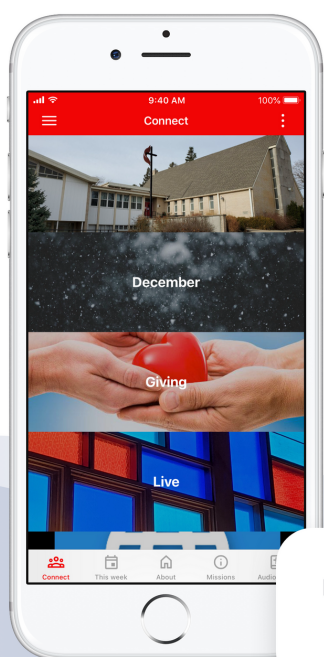 9:40 AM
100%
Connect
December
Giving
Live
Connect
This week
About
Missions
Audio